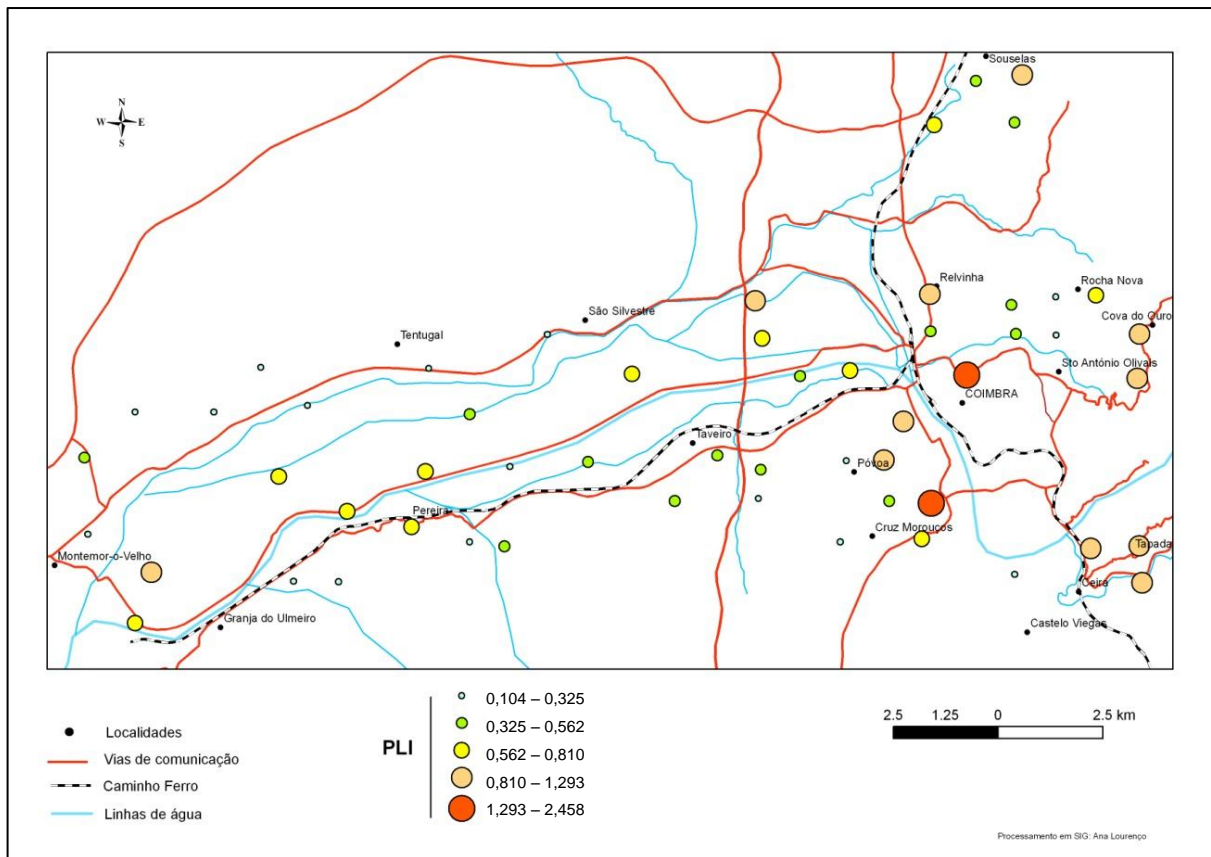 Souselas
N
W E
S
Relvinha
Rocha Nova
Cova do Ouro
São Silvestre
Tentugal
Sto António Olivais
COIMBRA
Taveiro
Póvoa
Pereira
Cruz Morouços
Tapada
Montemor-o-Velho
Ceira
Granja do Ulmeiro
Castelo Viegas
PLI
0,104 – 0,325
0,325 – 0,562
0,562 – 0,810
0,810 – 1,293
1,293 – 2,458
Localidades
Vias de comunicação
Caminho Ferro
Linhas de água
2.5 1.25 0 2.5 km
Processamento em SIG: Ana Lourenço